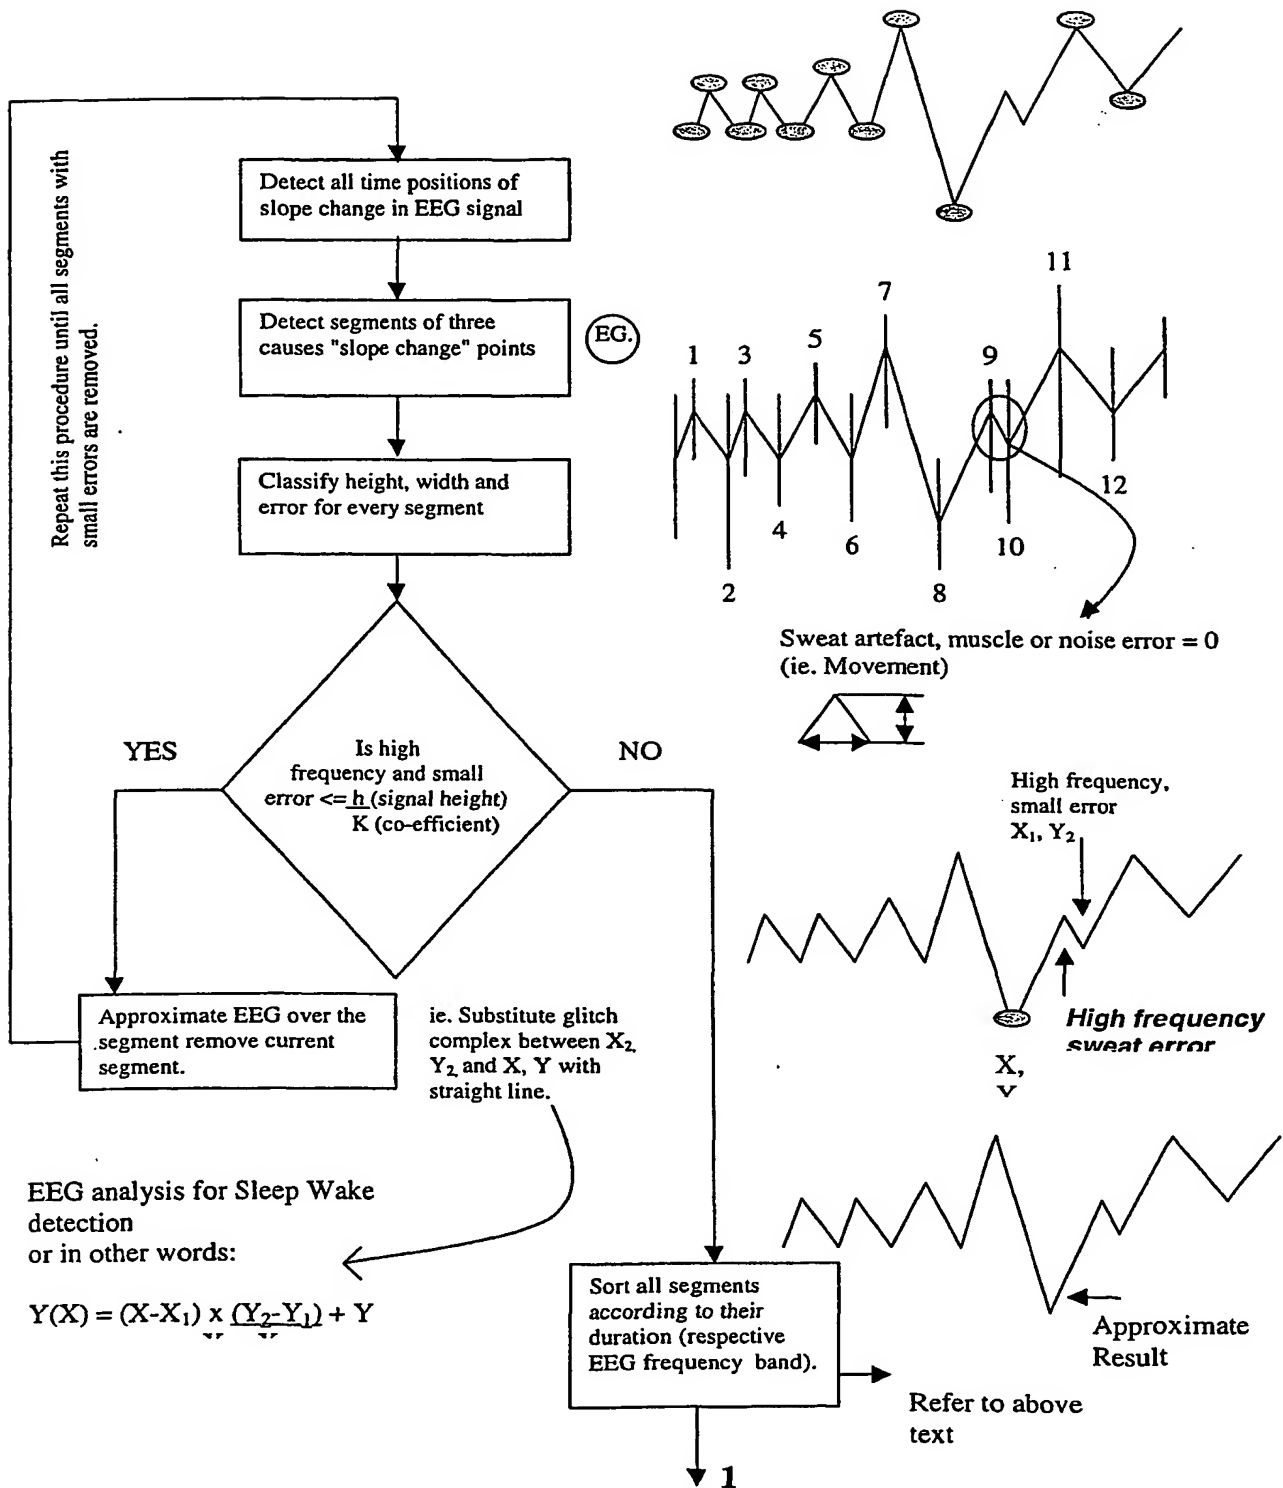 Repeat this procedure until all segments with
small errors are removed.
Detect all time positions of
slope change in EEG signal
Detect segments of three
causes "slope change" points
EG.
Classify height, width and
error for every segment
YES
NO
Is high
frequency and small
error <= h (signal height)
K (co-efficient)
Approximate EEG over the
segment remove current
segment.
ie. Substitute glitch
complex between X₂,
Y₂ and X, Y with
straight line.
EEG analysis for Sleep Wake
detection
or in other words:
Y(X) = (X-X₁) x (Y₂-Y₁) + Y
Sort all segments
according to their
duration (respective
EEG frequency band).
1
Refer to above
text
1
2
3
4
5
6
7
8
9
10
11
12
Sweat artefact, muscle or noise error = 0
(ie. Movement)
High frequency,
small error
X₁, Y₂
High frequency
sweat error
X,
Y
Approximate
Result